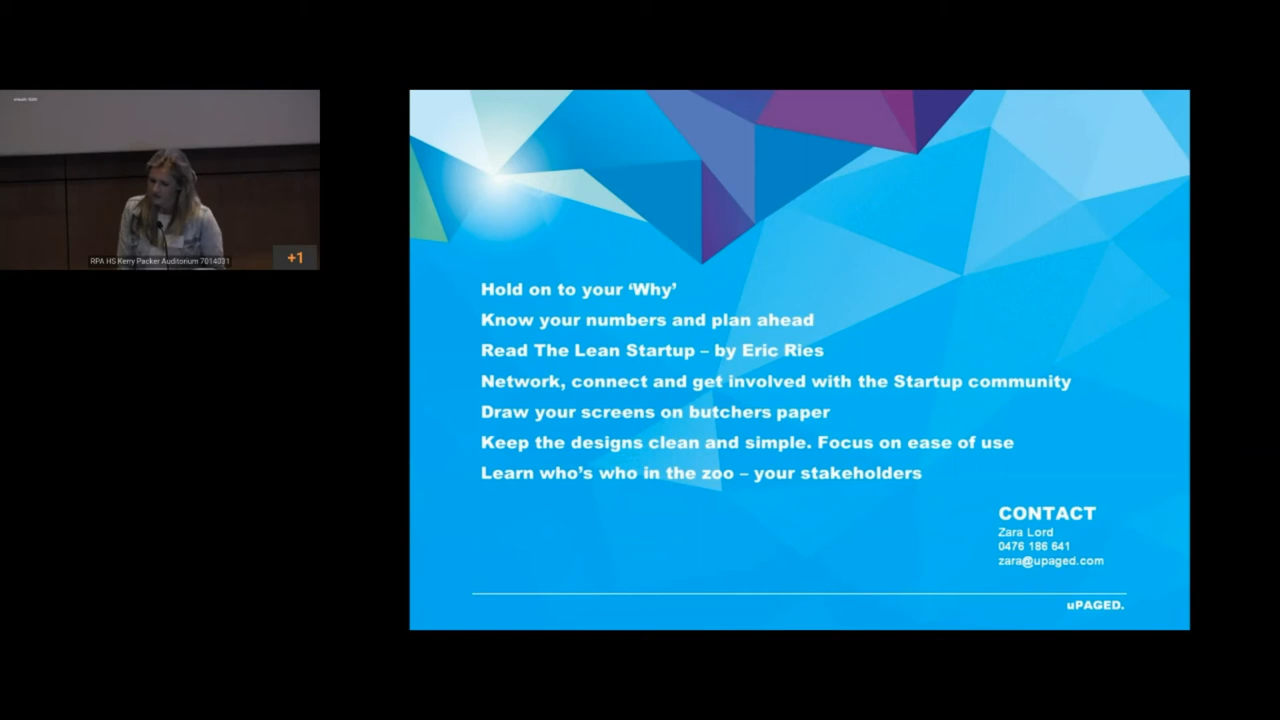 RPA HS Kerry Packer Auditorium 7014031
+1
Hold on to your ‘Why’
Know your numbers and plan ahead
Read The Lean Startup – by Eric Ries
Network, connect and get involved with the Startup community
Draw your screens on butchers paper
Keep the designs clean and simple. Focus on ease of use
Learn who’s who in the zoo – your stakeholders
CONTACT
Zara Lord
0476 186 641
zara@upaged.com
uPAGED.